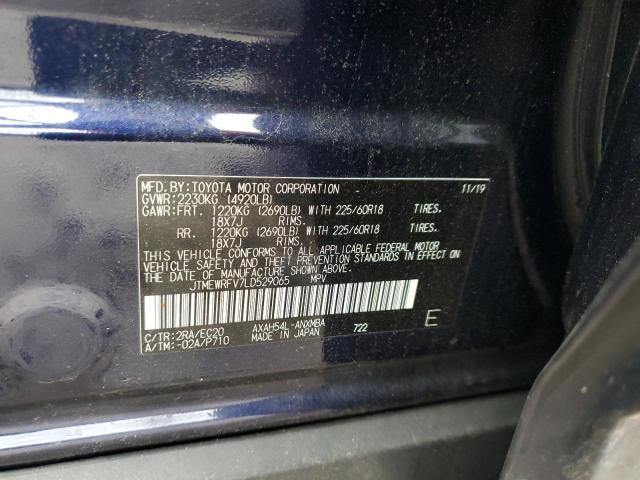 MFD. BY: TOYOTA MOTOR CORPORATION 11/19
GVWR: 2230KG (4920LB)
GAWR: FRT. 1220KG (2690LB) WITH 225/60R18 TIRES.
18X7J RIMS.
RR. 1220KG (2690LB) WITH 225/60R18 TIRES.
18X7J RIMS.
THIS VEHICLE CONFORMS TO ALL APPLICABLE FEDERAL MOTOR
VEHICLE SAFETY AND THEFT PREVENTION STANDARDS IN EFFECT
ON THE DATE OF MANUFACTURE SHOWN ABOVE.
JTMEWRFV7LD529065 MPV
C/TR: 2RA/EC20 AXAH54L-ANXMBA 722 E
A/TM: -02A/P710 MADE IN JAPAN